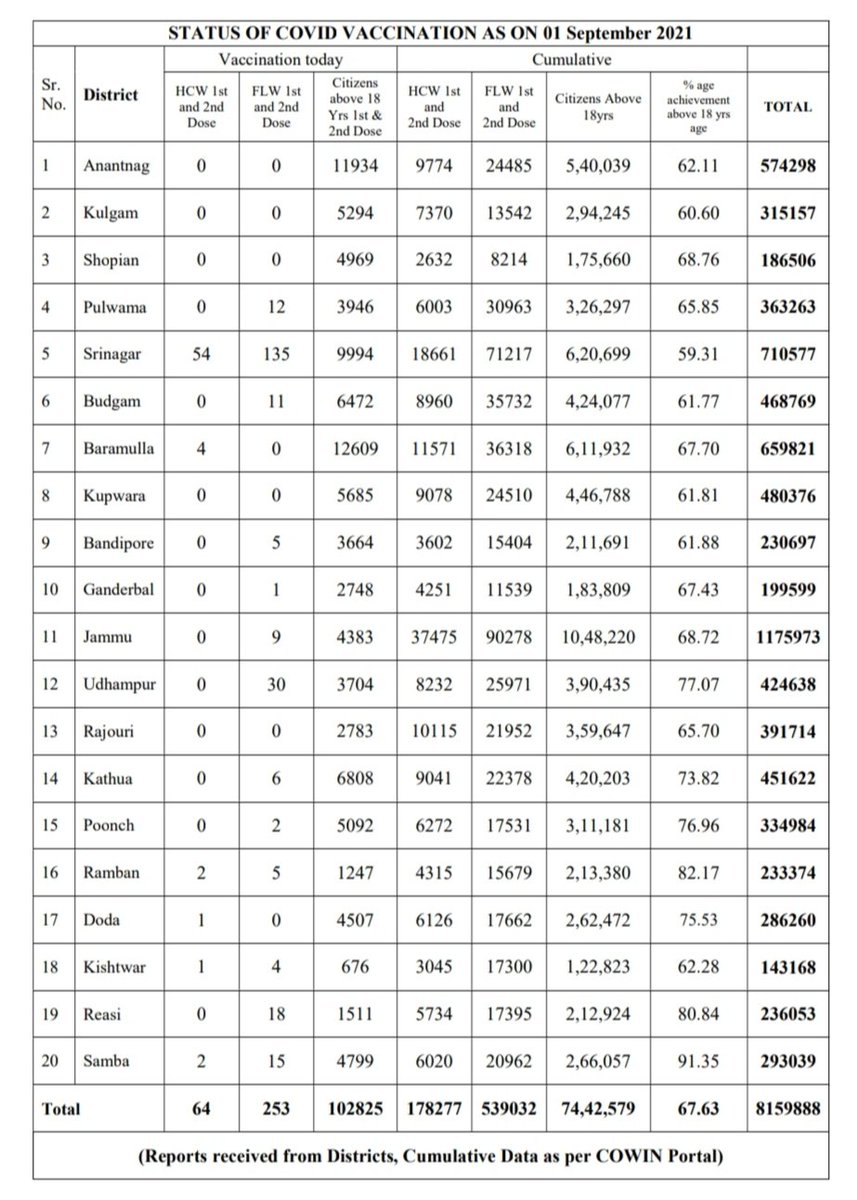 STATUS OF COVID VACCINATION AS ON 01 September 2021
Sr. No. District Vaccination today Cumulative
HCW 1st and 2nd Dose FLW 1st and 2nd Dose Citizens above 18 Yrs 1st & 2nd Dose HCW 1st and 2nd Dose FLW 1st and 2nd Dose Citizens Above 18yrs % age achievement above 18 yrs age TOTAL
1 Anantnag 0 0 11934 9774 24485 5,40,039 62.11 574298
2 Kulgam 0 0 5294 7370 13542 2,94,245 60.60 315157
3 Shopian 0 0 4969 2632 8214 1,75,660 68.76 186506
4 Pulwama 0 12 3946 6003 30963 3,26,297 65.85 363263
5 Srinagar 54 135 9994 18661 71217 6,20,699 59.31 710577
6 Budgam 0 11 6472 8960 35732 4,24,077 61.77 468769
7 Baramulla 4 0 12609 11571 36318 6,11,932 67.70 659821
8 Kupwara 0 0 5685 9078 24510 4,46,788 61.81 480376
9 Bandipore 0 5 3664 3602 15404 2,11,691 61.88 230697
10 Ganderbal 0 1 2748 4251 11539 1,83,809 67.43 199599
11 Jammu 0 9 4383 37475 90278 10,48,220 68.72 1175973
12 Udhampur 0 30 3704 8232 25971 3,90,435 77.07 424638
13 Rajouri 0 0 2783 10115 21952 3,59,647 65.70 391714
14 Kathua 0 6 6808 9041 22378 4,20,203 73.82 451622
15 Poonch 0 2 5092 6272 17531 3,11,181 76.96 334984
16 Ramban 2 5 1247 4315 15679 2,13,380 82.17 233374
17 Doda 1 0 4507 6126 17662 2,62,472 75.53 286260
18 Kishtwar 1 4 676 3045 17300 1,22,823 62.28 143168
19 Reasi 0 18 1511 5734 17395 2,12,924 80.84 236053
20 Samba 2 15 4799 6020 20962 2,66,057 91.35 293039
Total 64 253 102825 178277 539032 74,42,579 67.63 8159888
(Reports received from Districts, Cumulative Data as per COWIN Portal)